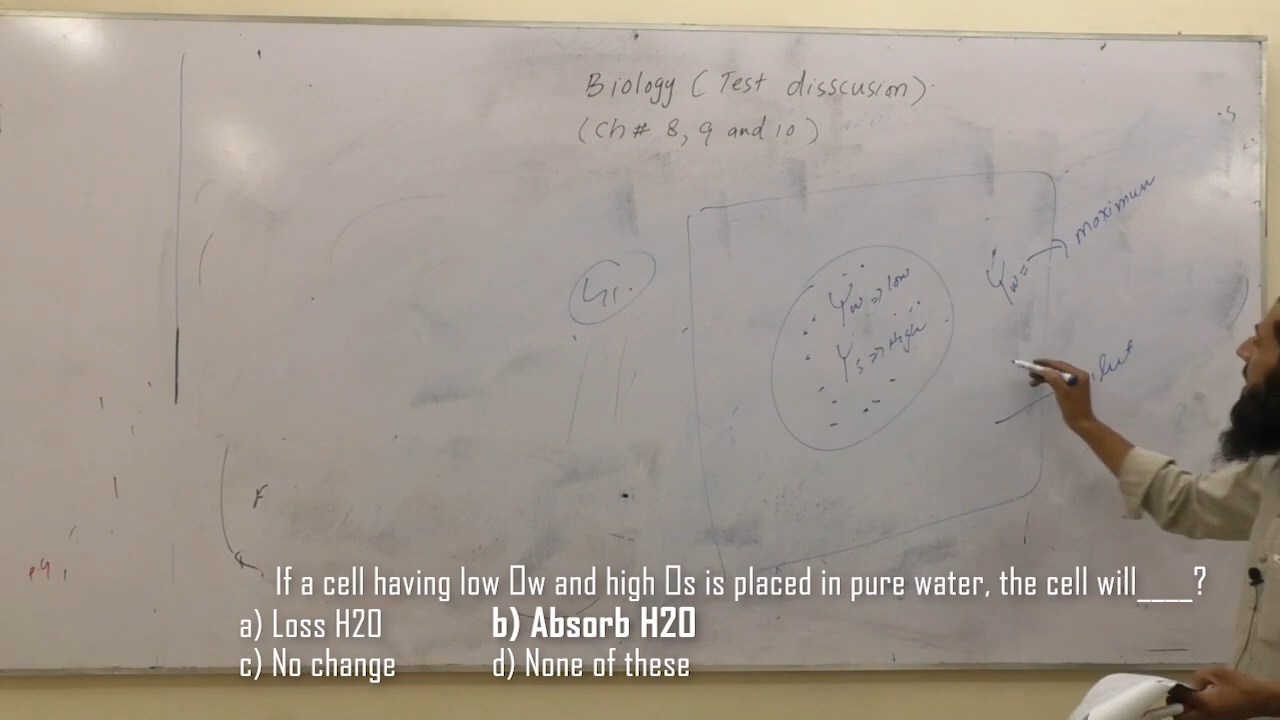 Biology (Test disscusion).
(Ch# 8, 9 and 10)
Ψw = maximum
Ψw => low
Ψs => High
If a cell having low □w and high □s is placed in pure water, the cell will____?
a) Loss H2O b) Absorb H2O
c) No change d) None of these